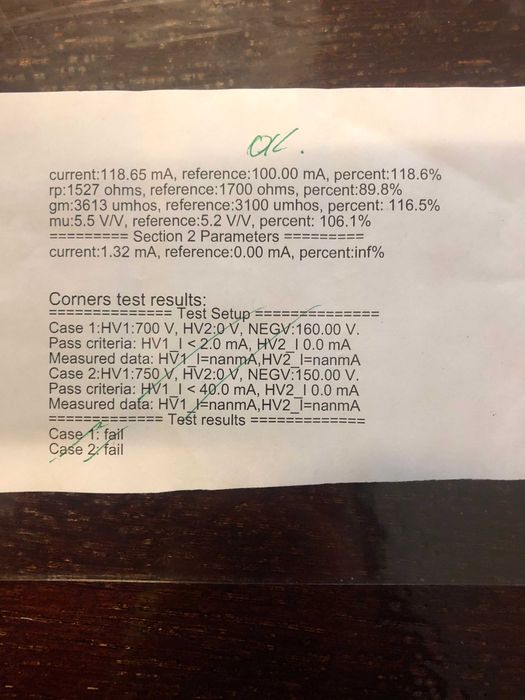 OK.
current:118.65 mA, reference:100.00 mA, percent:118.6%
rp:1527 ohms, reference:1700 ohms, percent:89.8%
gm:3613 umhos, reference:3100 umhos, percent: 116.5%
mu:5.5 V/V, reference:5.2 V/V, percent: 106.1%
========= Section 2 Parameters =========
current:1.32 mA, reference:0.00 mA, percent:inf%
Corners test results:
============== Test Setup ==============
Case 1:HV1:700 V, HV2:0 V, NEGV:160.00 V.
Pass criteria: HV1_I < 2.0 mA, HV2_I 0.0 mA
Measured data: HV1_I=nanmA,HV2_I=nanmA
Case 2:HV1:750 V, HV2:0 V, NEGV:150.00 V.
Pass criteria: HV1_I < 40.0 mA, HV2_I 0.0 mA
Measured data: HV1_I=nanmA,HV2_I=nanmA
============= Test results =============
Case 1: fail
Case 2: fail